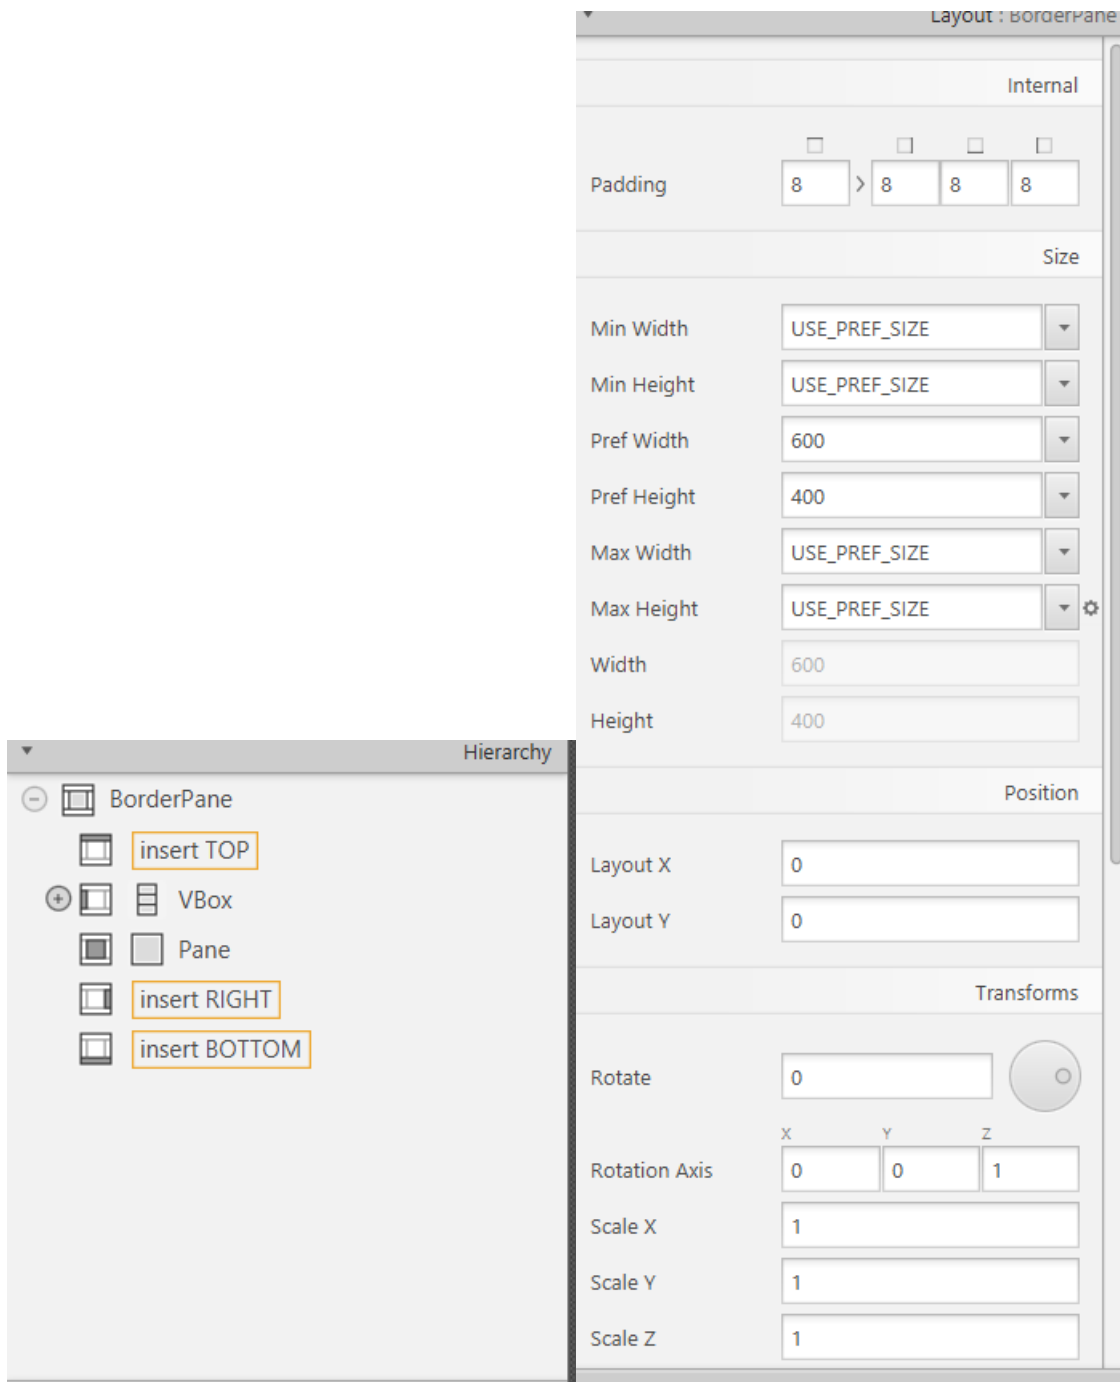 Layout : BorderPane
Internal
Padding 8 > 8 8 8
Size
Min Width USE_PREF_SIZE
Min Height USE_PREF_SIZE
Pref Width 600
Pref Height 400
Max Width USE_PREF_SIZE
Max Height USE_PREF_SIZE
Width 600
Height 400
Position
Layout X 0
Layout Y 0
Transforms
Rotate 0
X Y Z
Rotation Axis 0 0 1
Scale X 1
Scale Y 1
Scale Z 1
Hierarchy
BorderPane
insert TOP
VBox
Pane
insert RIGHT
insert BOTTOM